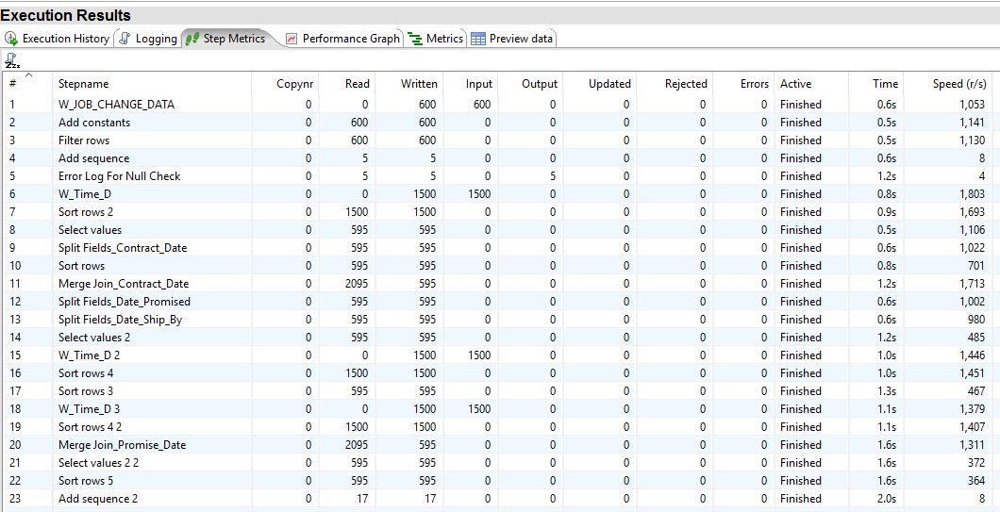 Execution Results
Execution History Logging Step Metrics Performance Graph Metrics Preview data
# Stepname Copynr Read Written Input Output Updated Rejected Errors Active Time Speed (r/s)
1 W_JOB_CHANGE_DATA 0 0 600 600 0 0 0 0 Finished 0.6s 1,053
2 Add constants 0 600 600 0 0 0 0 0 Finished 0.5s 1,141
3 Filter rows 0 600 600 0 0 0 0 0 Finished 0.5s 1,130
4 Add sequence 0 5 5 0 0 0 0 0 Finished 0.6s 8
5 Error Log For Null Check 0 5 5 0 5 0 0 0 Finished 1.2s 4
6 W_Time_D 0 0 1500 1500 0 0 0 0 Finished 0.8s 1,803
7 Sort rows 2 0 1500 1500 0 0 0 0 0 Finished 0.9s 1,693
8 Select values 0 595 595 0 0 0 0 0 Finished 0.5s 1,106
9 Split Fields_Contract_Date 0 595 595 0 0 0 0 0 Finished 0.6s 1,022
10 Sort rows 0 595 595 0 0 0 0 0 Finished 0.8s 701
11 Merge Join_Contract_Date 0 2095 595 0 0 0 0 0 Finished 1.2s 1,713
12 Split Fields_Date_Promised 0 595 595 0 0 0 0 0 Finished 0.6s 1,002
13 Split Fields_Date_Ship_By 0 595 595 0 0 0 0 0 Finished 0.6s 980
14 Select values 2 0 595 595 0 0 0 0 0 Finished 1.2s 485
15 W_Time_D 2 0 0 1500 1500 0 0 0 0 Finished 1.0s 1,446
16 Sort rows 4 0 1500 1500 0 0 0 0 0 Finished 1.0s 1,451
17 Sort rows 3 0 595 595 0 0 0 0 0 Finished 1.3s 467
18 W_Time_D 3 0 0 1500 1500 0 0 0 0 Finished 1.1s 1,379
19 Sort rows 4 2 0 1500 1500 0 0 0 0 0 Finished 1.1s 1,407
20 Merge Join_Promise_Date 0 2095 595 0 0 0 0 0 Finished 1.6s 1,311
21 Select values 2 2 0 595 595 0 0 0 0 0 Finished 1.6s 372
22 Sort rows 5 0 595 595 0 0 0 0 0 Finished 1.6s 364
23 Add sequence 2 0 17 17 0 0 0 0 0 Finished 2.0s 8